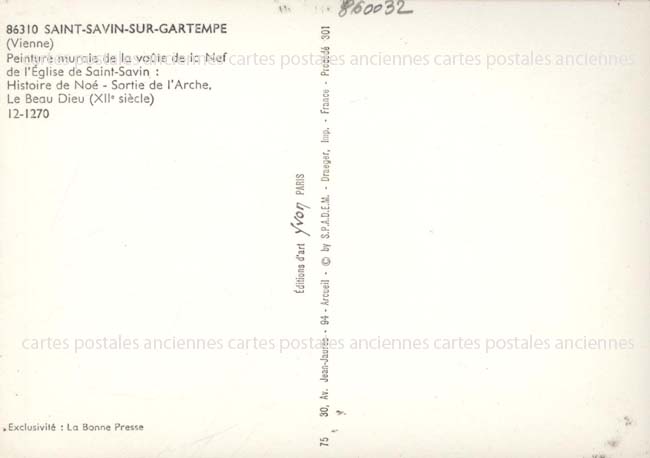 860032
86310 SAINT-SAVIN-SUR-GARTEMPE
(Vienne)
Peinture murale de la voûte de la Nef
de l'Église de Saint-Savin :
Histoire de Noé - Sortie de l'Arche,
Le Beau Dieu (XIIe siècle)
12-1270
Éditions d'art Yvon PARIS
75 30, Av. Jean-Jaurès - 94 - Arcueil - © by S.P.A.D.E.M. - Draeger, Imp. - France - Procédé 301
cartes postales anciennes cartes postales anciennes cartes postales anciennes
cartes postales anciennes cartes postales anciennes cartes postales anciennes
Exclusivité : La Bonne Presse